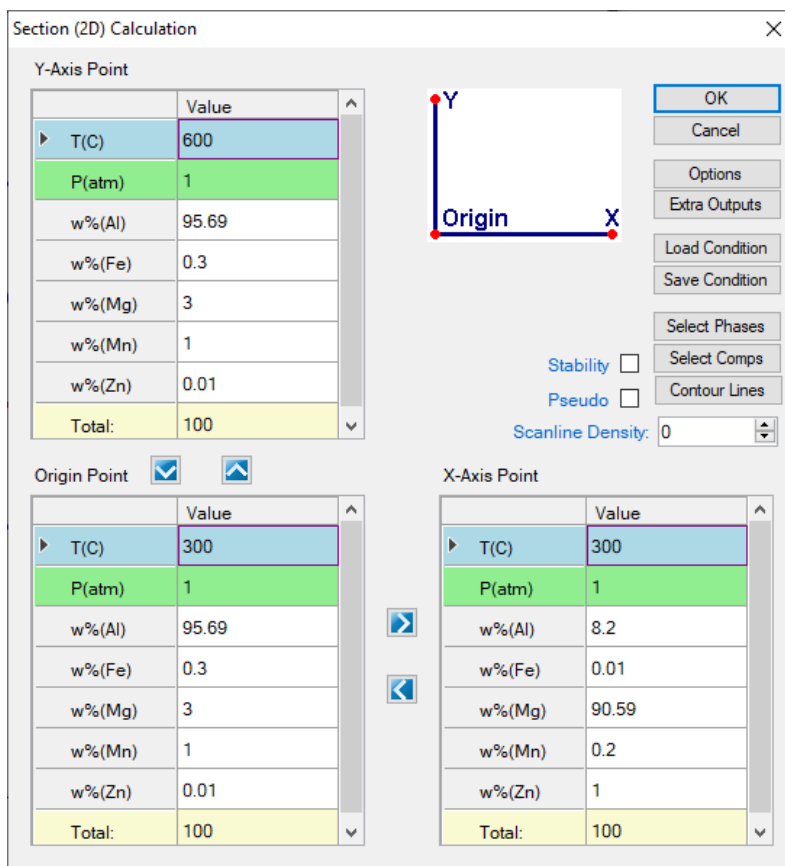 Section (2D) Calculation
Y-Axis Point
Value
T(C) 600
P(atm) 1
w%(Al) 95.69
w%(Fe) 0.3
w%(Mg) 3
w%(Mn) 1
w%(Zn) 0.01
Total: 100
Y
Origin X
OK
Cancel
Options
Extra Outputs
Load Condition
Save Condition
Select Phases
Stability Select Comps
Pseudo Contour Lines
Scanline Density: 0
Origin Point
Value
T(C) 300
P(atm) 1
w%(Al) 95.69
w%(Fe) 0.3
w%(Mg) 3
w%(Mn) 1
w%(Zn) 0.01
Total: 100
X-Axis Point
Value
T(C) 300
P(atm) 1
w%(Al) 8.2
w%(Fe) 0.01
w%(Mg) 90.59
w%(Mn) 0.2
w%(Zn) 1
Total: 100